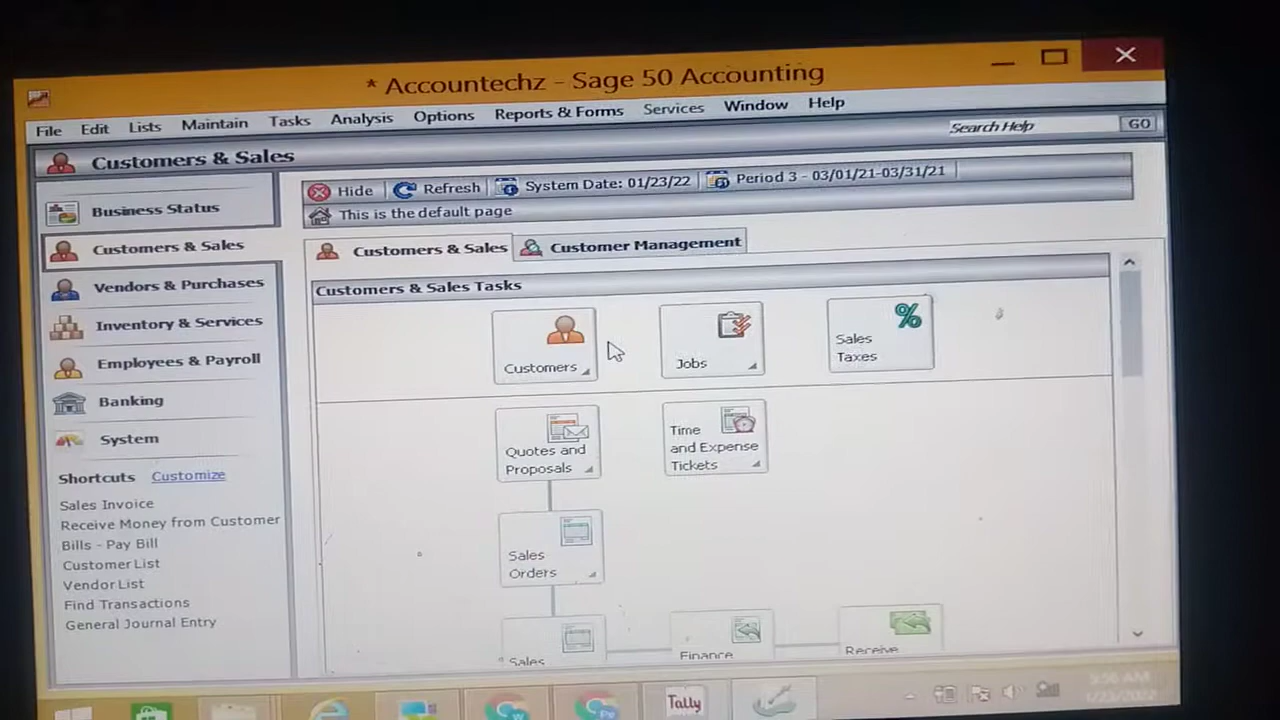 * Accountechz - Sage 50 Accounting
File Edit Lists Maintain Tasks Analysis Options Reports & Forms Services Window Help
Search Help GO
Customers & Sales
Hide Refresh System Date: 01/23/22 Period 3 - 03/01/21-03/31/21
This is the default page
Business Status
Customers & Sales
Vendors & Purchases
Inventory & Services
Employees & Payroll
Banking
System
Shortcuts Customize
Sales Invoice
Receive Money from Customer
Bills - Pay Bill
Customer List
Vendor List
Find Transactions
General Journal Entry
Customers & Sales Customer Management
Customers & Sales Tasks
Customers
Jobs
Sales
Taxes
Quotes and
Proposals
Time
and Expense
Tickets
Sales
Orders
Sales
Finance
Receive
Tally